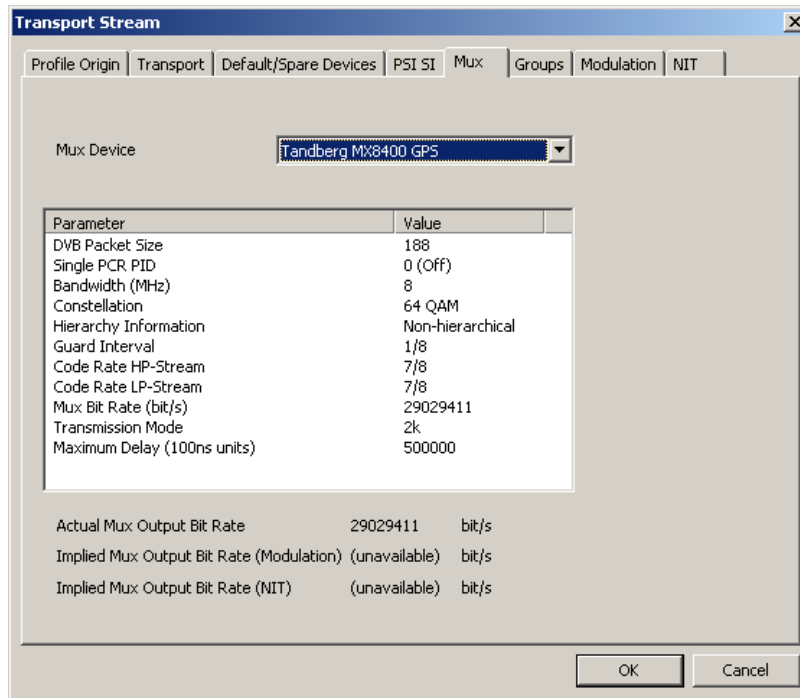 Transport Stream
Profile Origin Transport Default/Spare Devices PSI SI Mux Groups Modulation NIT
Mux Device Tandberg MX8400 GPS
Parameter Value
DVB Packet Size 188
Single PCR PID 0 (Off)
Bandwidth (MHz) 8
Constellation 64 QAM
Hierarchy Information Non-hierarchical
Guard Interval 1/8
Code Rate HP-Stream 7/8
Code Rate LP-Stream 7/8
Mux Bit Rate (bit/s) 29029411
Transmission Mode 2k
Maximum Delay (100ns units) 500000
Actual Mux Output Bit Rate 29029411 bit/s
Implied Mux Output Bit Rate (Modulation) (unavailable) bit/s
Implied Mux Output Bit Rate (NIT) (unavailable) bit/s
OK Cancel